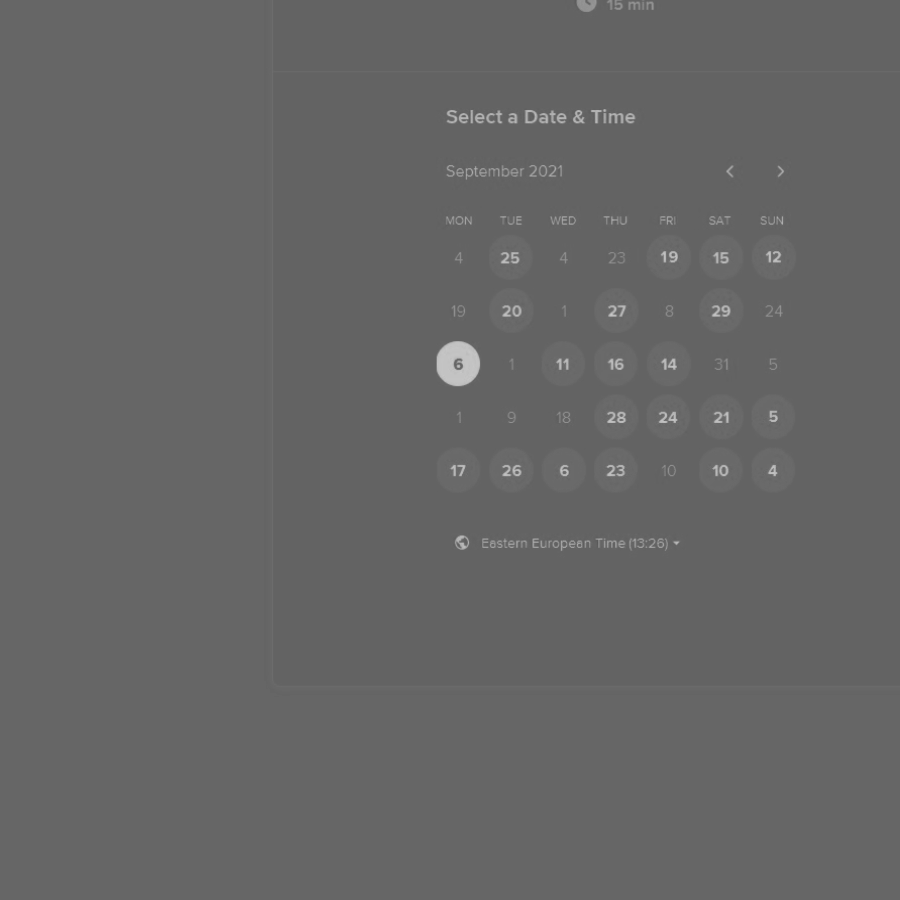 15 min
Select a Date & Time
September 2021
MON TUE WED THU FRI SAT SUN
4 25 4 23 19 15 12
19 20 1 27 8 29 24
6 1 11 16 14 31 5
1 9 18 28 24 21 5
17 26 6 23 10 10 4
Eastern European Time (13:26)